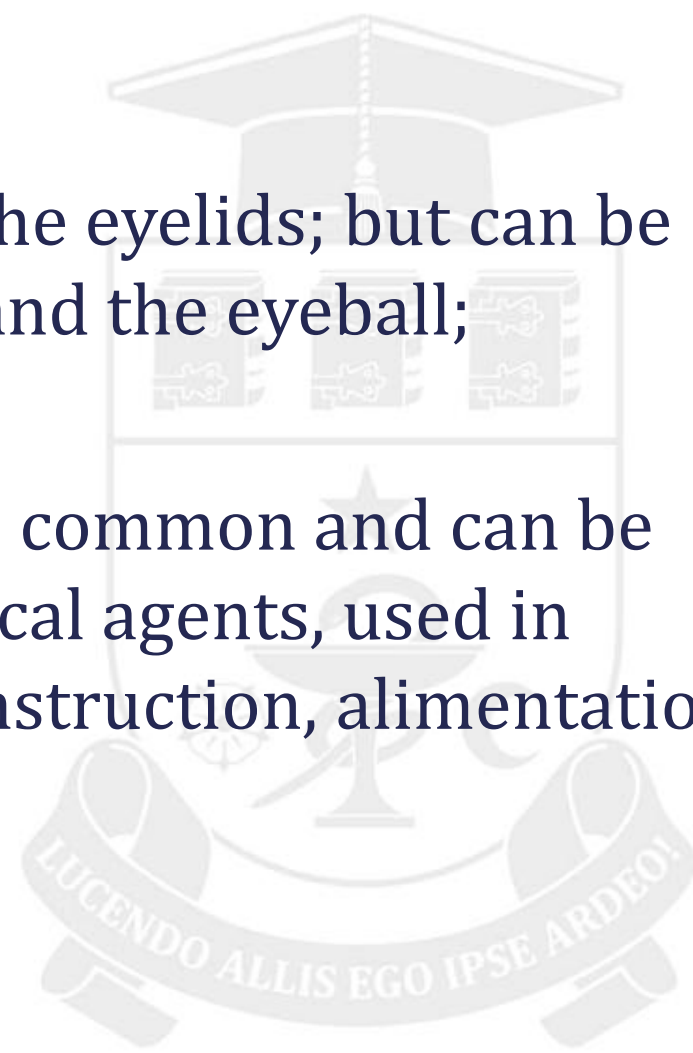 he eyelids; but can be
nd the eyeball;
common and can be
cal agents, used in
nstruction, alimentatio
LUCENDO ALLIS EGO IPSE ARDEO!